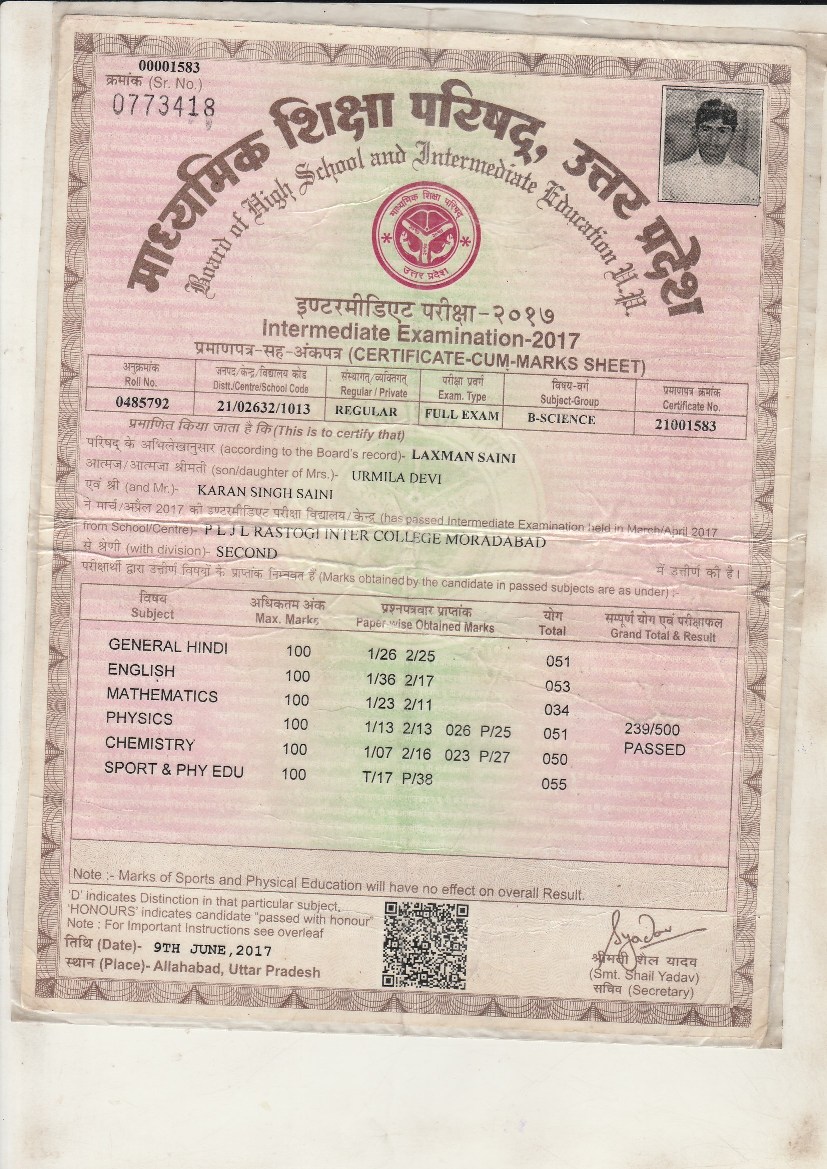 00001583
क्रमांक (Sr. No.)
0773418
माध्यमिक शिक्षा परिषद्, उत्तर प्रदेश
Board of High School and Intermediate Education U.P.
माध्यमिक शिक्षा परिषद्
उत्तर प्रदेश
इण्टरमीडिएट परीक्षा-२०१७
Intermediate Examination-2017
प्रमाणपत्र-सह-अंकपत्र (CERTIFICATE-CUM-MARKS SHEET)
अनुक्रमांक जनपद/केन्द्र/विद्यालय कोड संस्थागत/व्यक्तिगत परीक्षा प्रवर्ग विषय-वर्ग प्रमाणपत्र क्रमांक
Roll No. Distt./Centre/School Code Regular / Private Exam. Type Subject-Group Certificate No.
0485792 21/02632/1013 REGULAR FULL EXAM B-SCIENCE 21001583
प्रमाणित किया जाता है कि (This is to certify that)
परिषद् के अभिलेखानुसार (according to the Board's record)- LAXMAN SAINI
आत्मज/आत्मजा श्रीमती (son/daughter of Mrs.)- URMILA DEVI
एवं श्री (and Mr.)- KARAN SINGH SAINI
ने मार्च/अप्रैल 2017 की इण्टरमीडिएट परीक्षा विद्यालय/केन्द्र (has passed Intermediate Examination held in March/April 2017
from School/Centre)- P L J L RASTOGI INTER COLLEGE MORADABAD
से श्रेणी (with division)- SECOND में उत्तीर्ण की है।
परीक्षार्थी द्वारा उत्तीर्ण विषयों के प्राप्तांक निम्नवत हैं (Marks obtained by the candidate in passed subjects are as under) :-
विषय अधिकतम अंक प्रश्नपत्रवार प्राप्तांक योग सम्पूर्ण योग एवं परीक्षाफल
Subject Max. Marks Paper-wise Obtained Marks Total Grand Total & Result
GENERAL HINDI 100 1/26 2/25 051
ENGLISH 100 1/36 2/17 053
MATHEMATICS 100 1/23 2/11 034
PHYSICS 100 1/13 2/13 026 P/25 051 239/500
CHEMISTRY 100 1/07 2/16 023 P/27 050 PASSED
SPORT & PHY EDU 100 T/17 P/38 055
Note :- Marks of Sports and Physical Education will have no effect on overall Result.
'D' indicates Distinction in that particular subject,
'HONOURS' indicates candidate "passed with honour"
Note : For Important Instructions see overleaf
तिथि (Date)- 9TH JUNE,2017
स्थान (Place)- Allahabad, Uttar Pradesh
Syadav
श्रीमती शैल यादव
(Smt. Shail Yadav)
सचिव (Secretary)